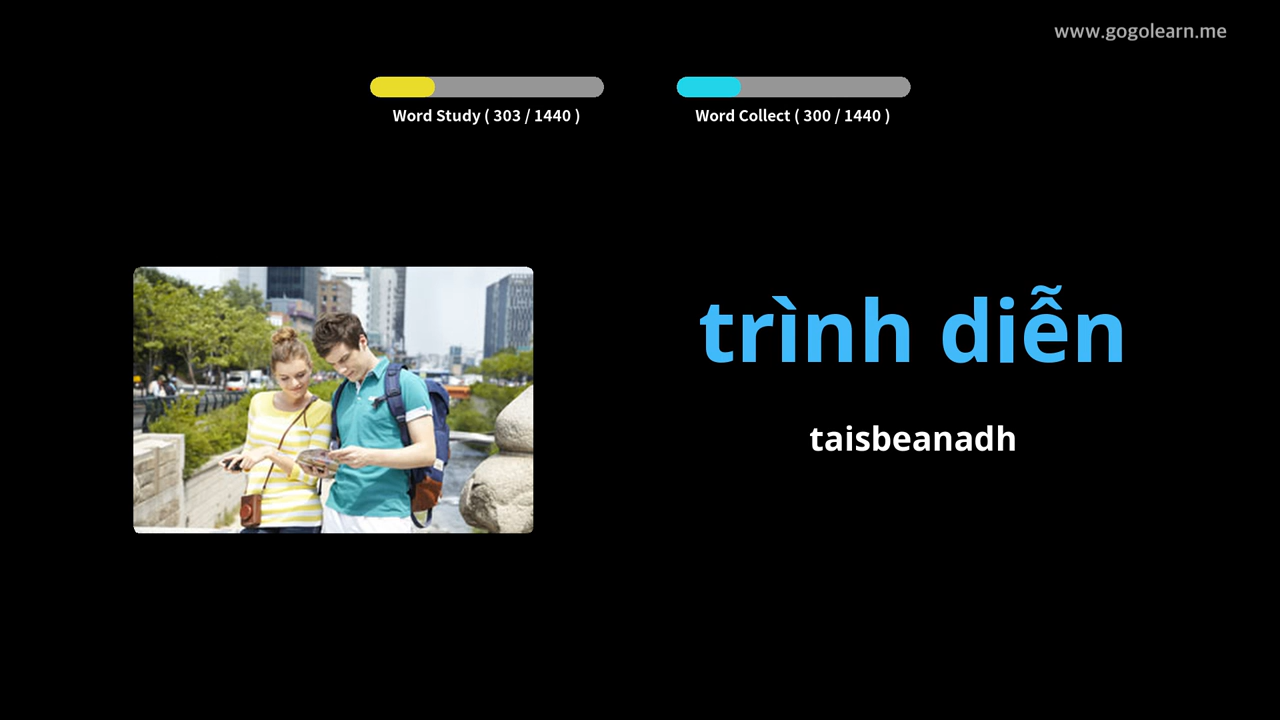 www.gogolearn.me
Word Study ( 303 / 1440 )
Word Collect ( 300 / 1440 )
trình diễn
taisbeanadh